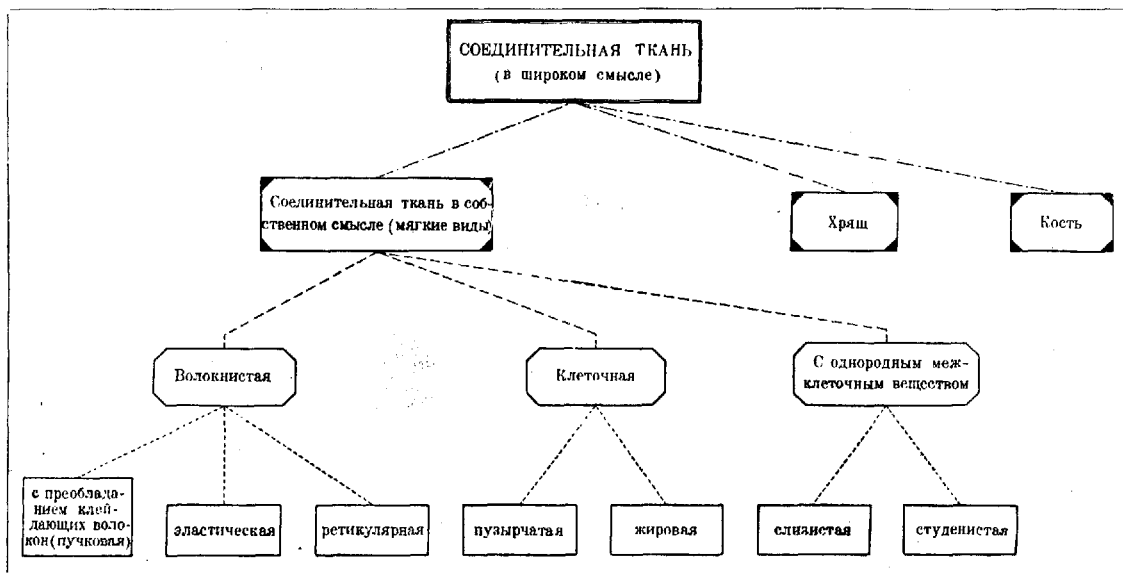 СОЕДИНИТЕЛЬНАЯ ТКАНЬ
(в широком смысле)
Соединительная ткань в соб-
ственном смысле (мягкие виды)
Хрящ
Кость
Волокнистая
Клеточная
С однородным меж-
клеточным веществом
с преоблада-
нием клей-
дающих воло-
кон (пучковая)
эластическая
ретикулярная
пузырчатая
жировая
слизистая
студенистая